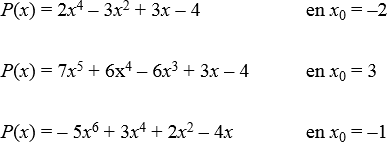 P(x) = 2x⁴ – 3x² + 3x – 4 en x₀ = –2
P(x) = 7x⁵ + 6x⁴ – 6x³ + 3x – 4 en x₀ = 3
P(x) = – 5x⁶ + 3x⁴ + 2x² – 4x en x₀ = –1